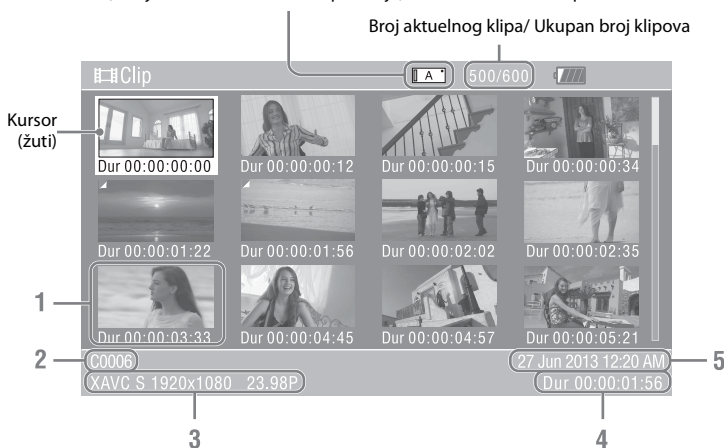 Broj aktuelnog klipa/ Ukupan broj klipova
Clip
A
500/600
Kursor
(žuti)
Dur 00:00:00:00 Dur 00:00:00:12 Dur 00:00:00:15 Dur 00:00:00:34
Dur 00:00:01:22 Dur 00:00:01:56 Dur 00:00:02:02 Dur 00:00:02:35
1
Dur 00:00:03:33 Dur 00:00:04:45 Dur 00:00:04:57 Dur 00:00:05:21
2
C0006
27 Jun 2013 12:20 AM
5
XAVC S 1920x1080 23.98P
Dur 00:00:01:56
3
4